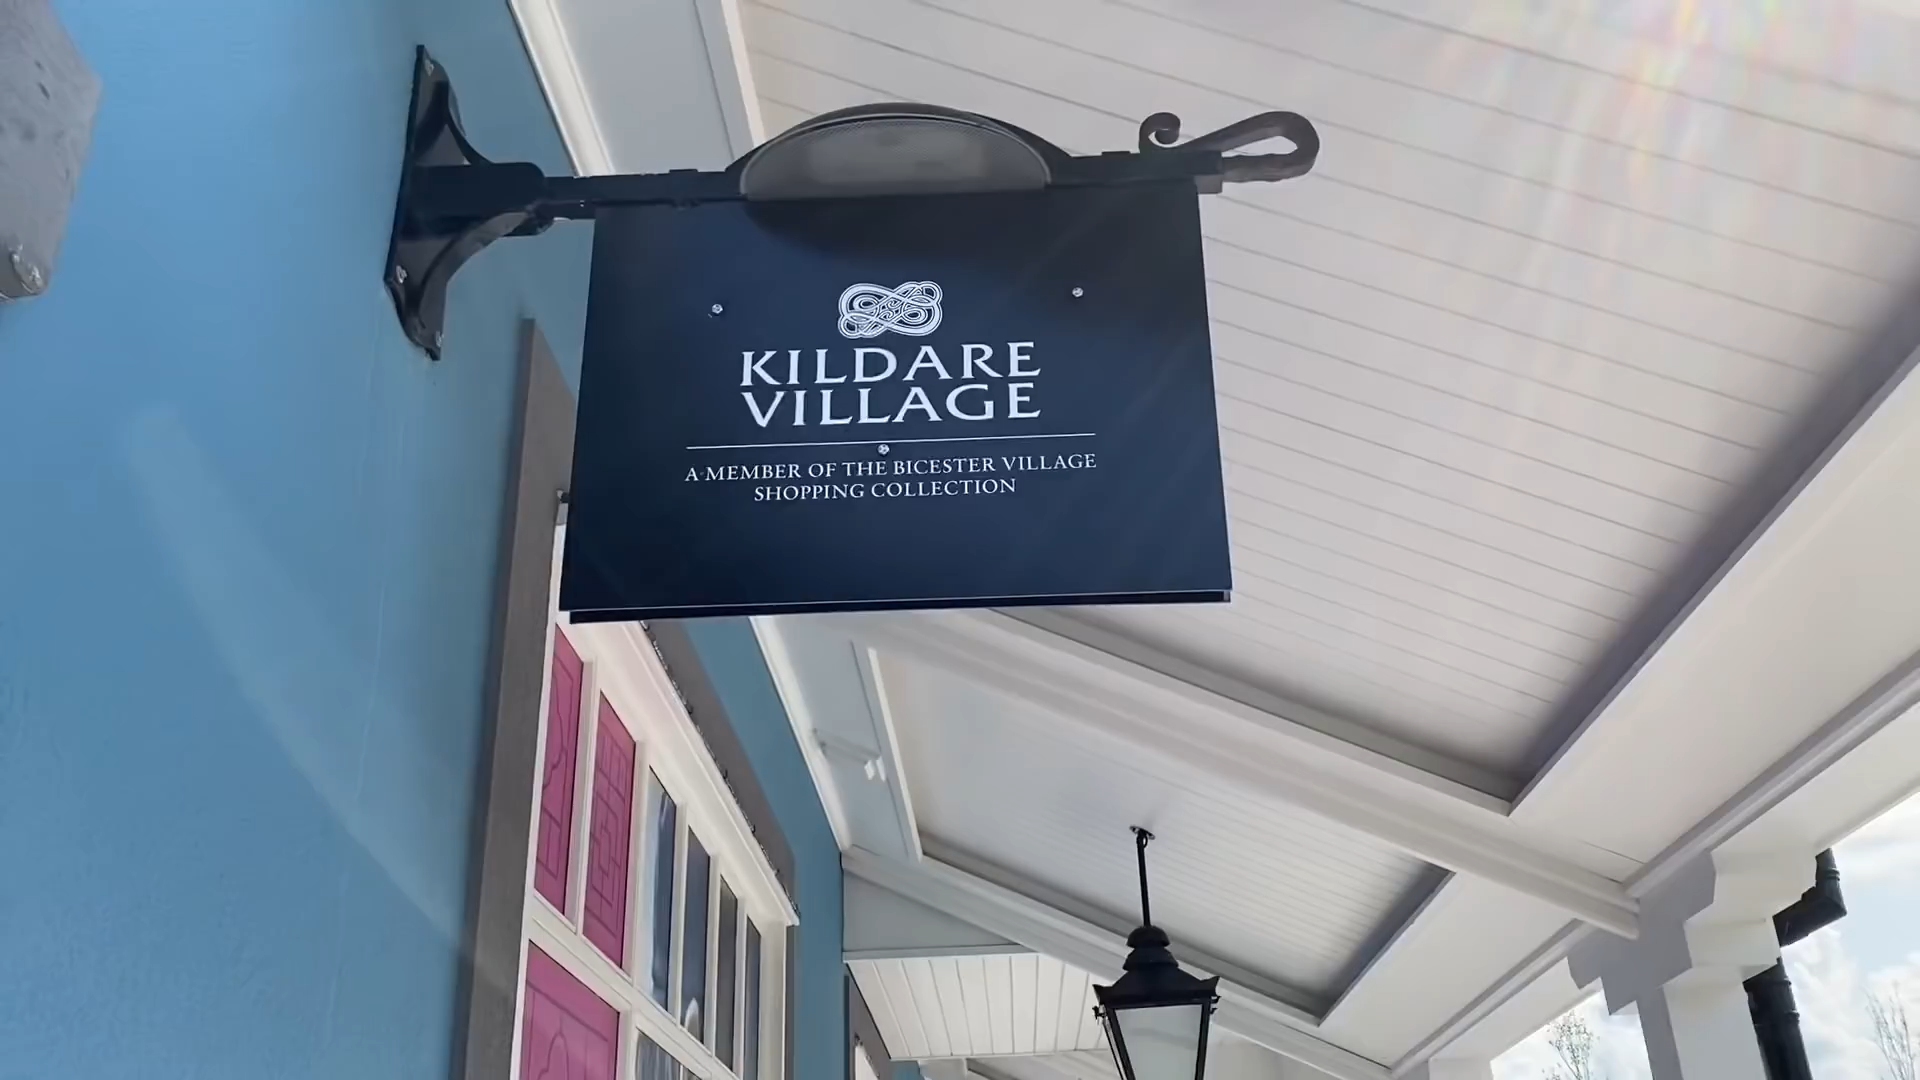 KILDARE
VILLAGE
A MEMBER OF THE BICESTER VILLAGE
SHOPPING COLLECTION